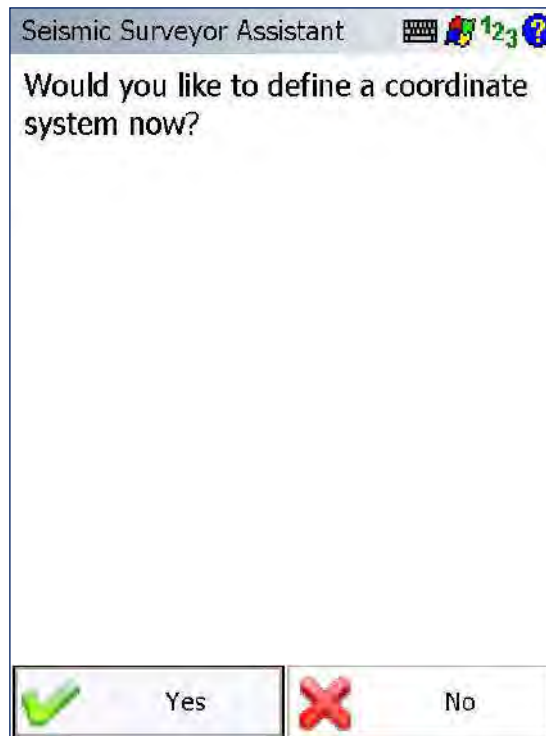 Seismic Surveyor Assistant 123 ?
Would you like to define a coordinate
system now?
Yes No